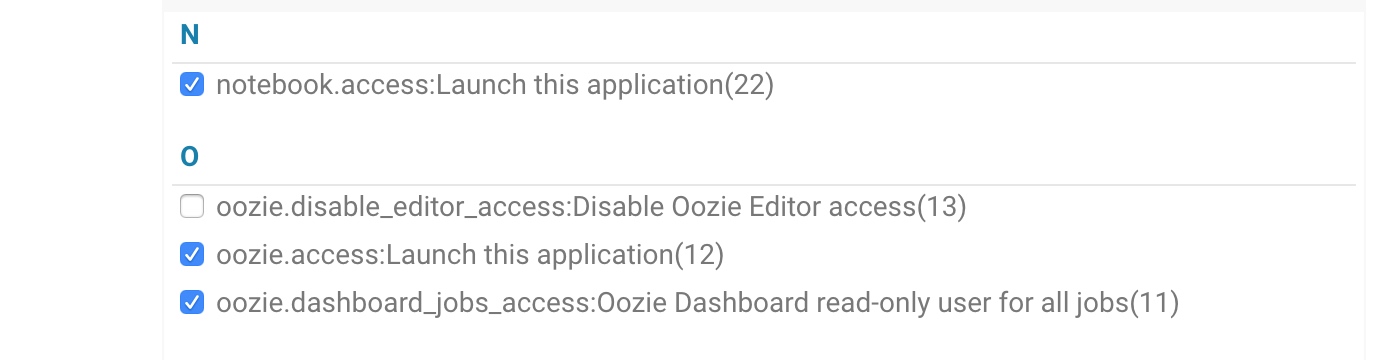 N
notebook.access:Launch this application(22)
O
oozie.disable_editor_access:Disable Oozie Editor access(13)
oozie.access:Launch this application(12)
oozie.dashboard_jobs_access:Oozie Dashboard read-only user for all jobs(11)